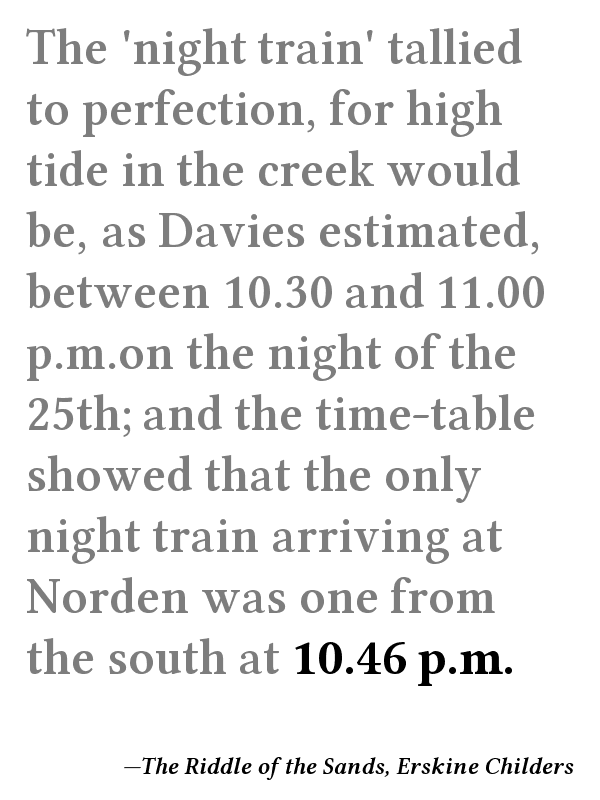 The 'night train' tallied
to perfection, for high
tide in the creek would
be, as Davies estimated,
between 10.30 and 11.00
p.m.on the night of the
25th; and the time-table
showed that the only
night train arriving at
Norden was one from
the south at 10.46 p.m.
—The Riddle of the Sands, Erskine Childers